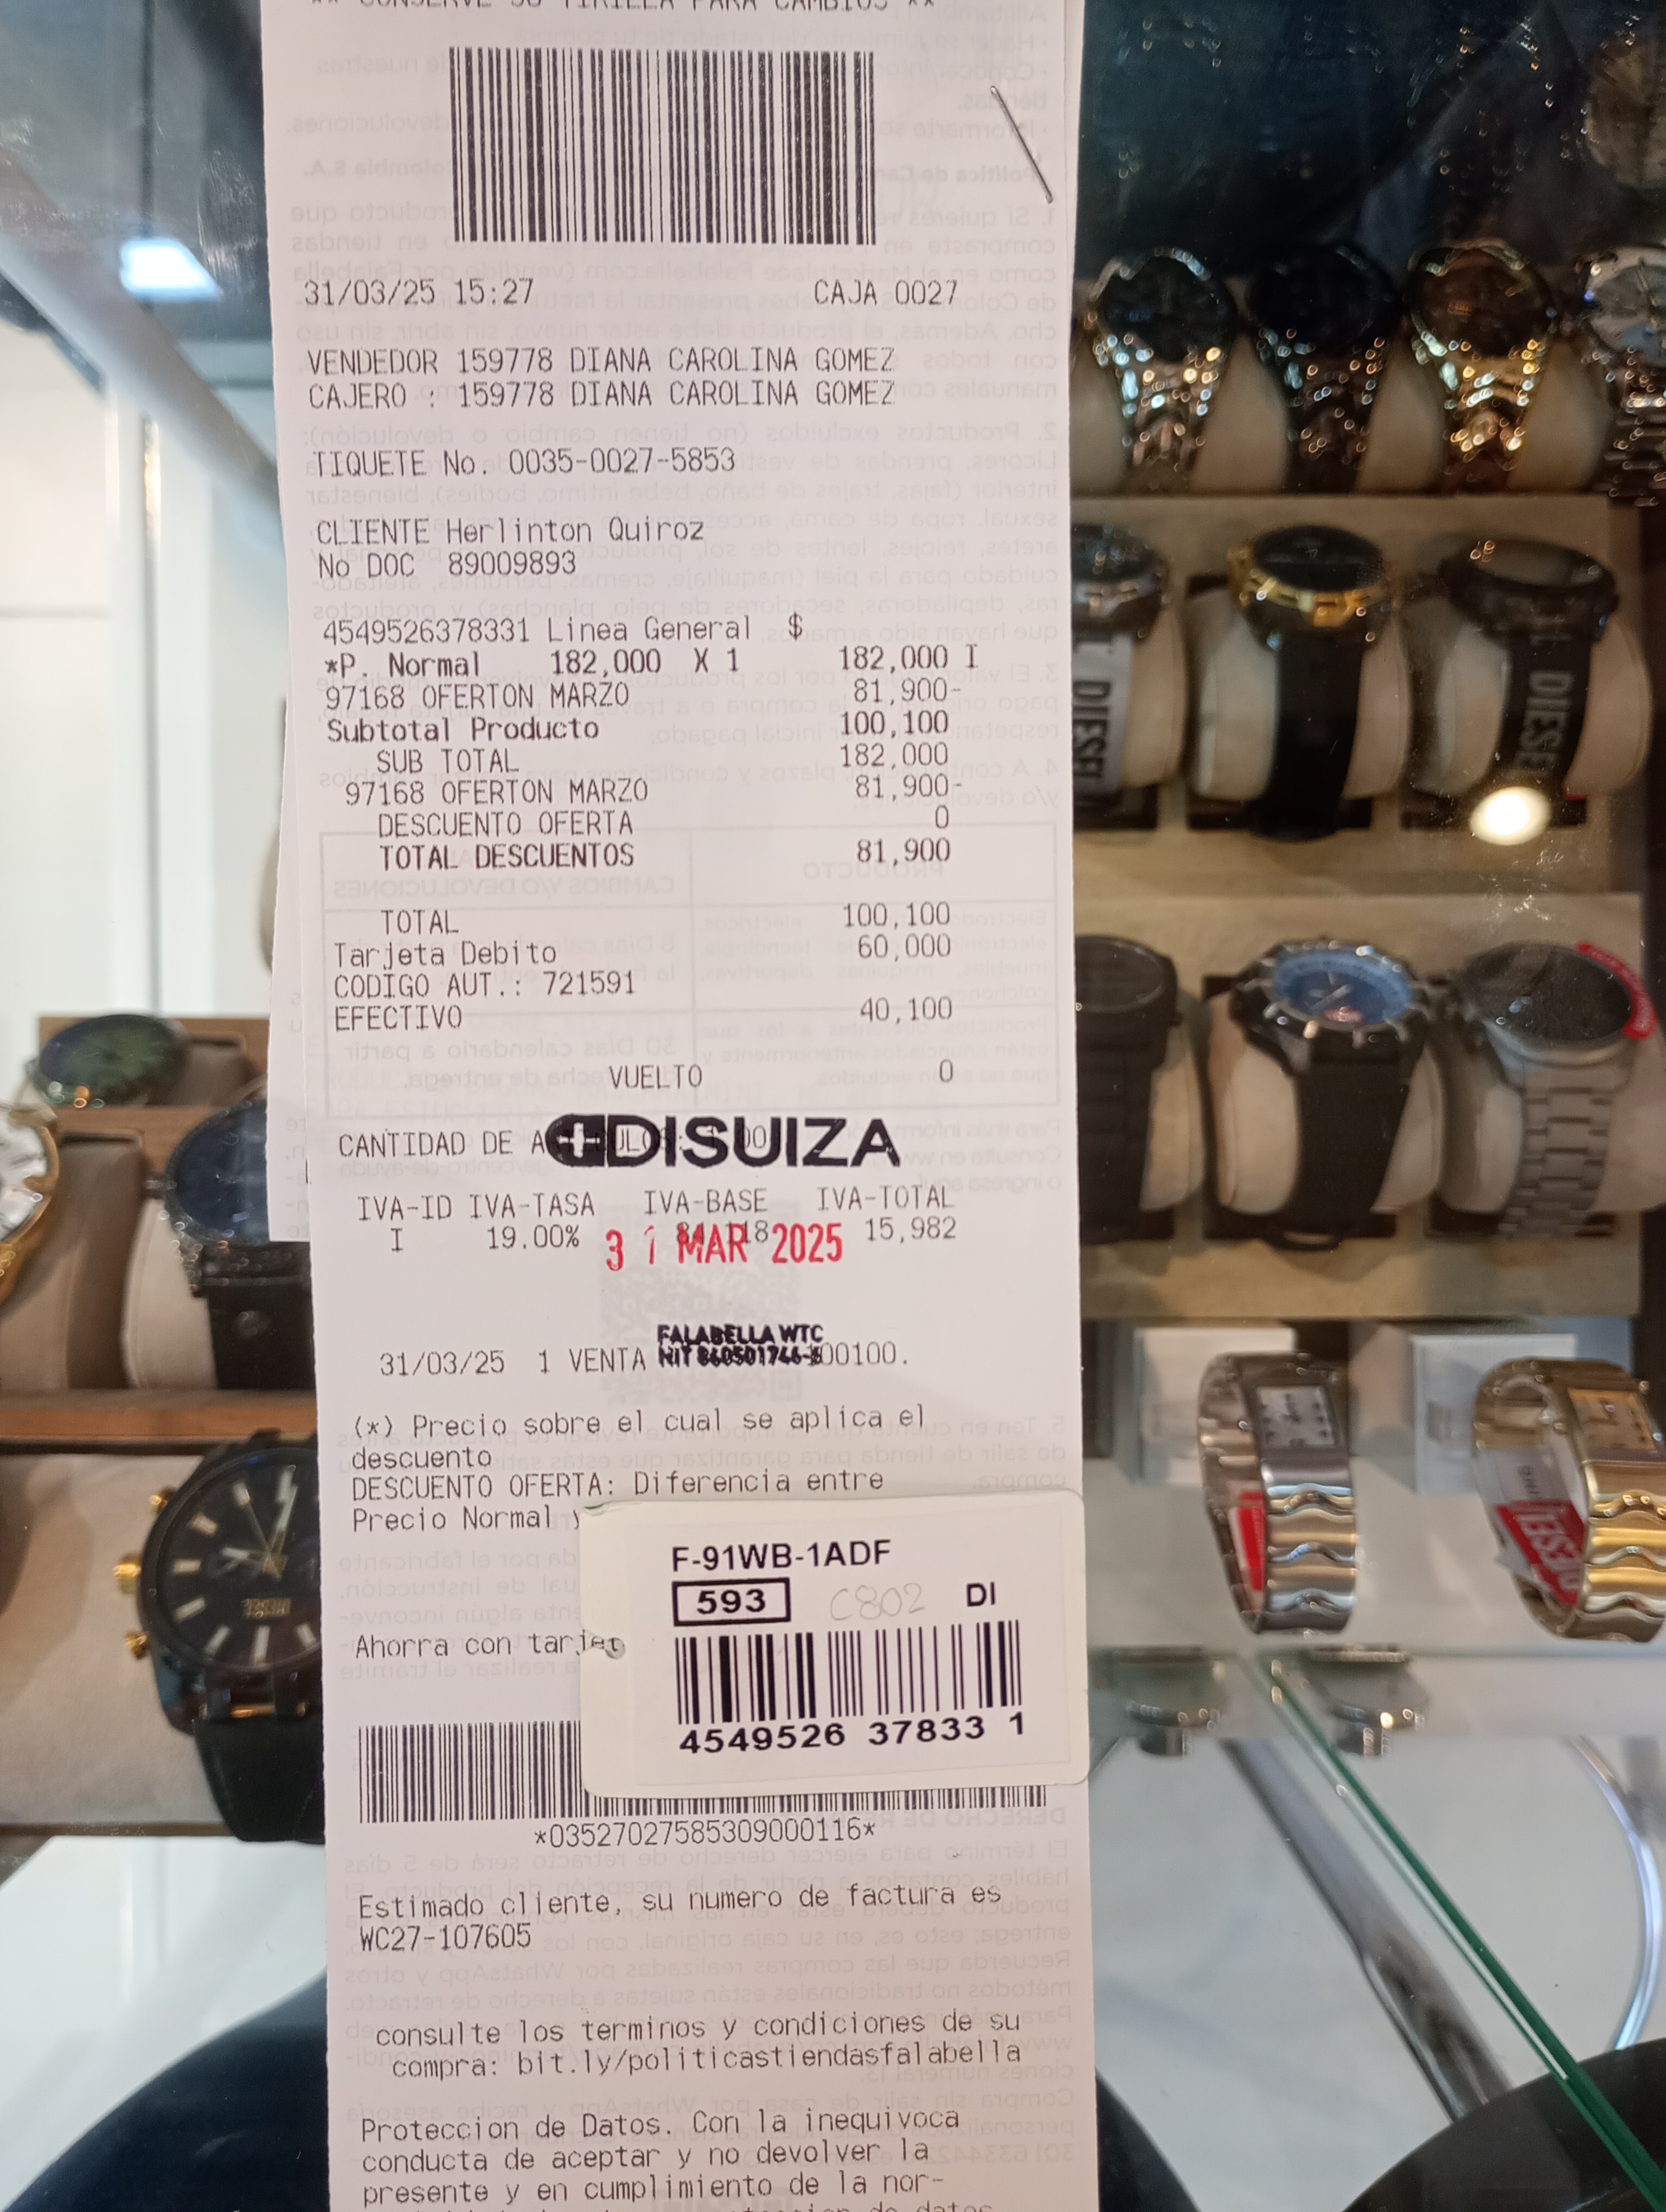 ** CONSERVE SU TIRILLA PARA CAMBIOS **
31/03/25 15:27 CAJA 0027
VENDEDOR 159778 DIANA CAROLINA GOMEZ
CAJERO : 159778 DIANA CAROLINA GOMEZ
TIQUETE No. 0035-0027-5853
CLIENTE Herlinton Quiroz
No DOC 89009893
4549526378331 Linea General $
*P. Normal 182,000 X 1 182,000 I
97168 OFERTON MARZO 81,900-
Subtotal Producto 100,100
SUB TOTAL 182,000
97168 OFERTON MARZO 81,900-
DESCUENTO OFERTA 0
TOTAL DESCUENTOS 81,900
TOTAL 100,100
Tarjeta Debito 60,000
CODIGO AUT.: 721591
EFECTIVO 40,100
VUELTO 0
CANTIDAD DE
DISUIZA
IVA-ID IVA-TASA IVA-BASE IVA-TOTAL
I 19.00% 15,982
31 MAR 2025
FALABELLA WTC
NIT
31/03/25 1 VENTA
(*) Precio sobre el cual se aplica el
descuento
DESCUENTO OFERTA: Diferencia entre
Precio Normal y
F-91WB-1ADF
593 C802 DI
4549526 37833 1
Ahorra con tarjet
*03527027585309000116*
Estimado cliente, su numero de factura es
WC27-107605
consulte los terminos y condiciones de su
compra: bit.ly/politicastiendasfalabella
Proteccion de Datos. Con la inequivoca
conducta de aceptar y no devolver la
presente y en cumplimiento de la nor-
DIESEL
DIESEL